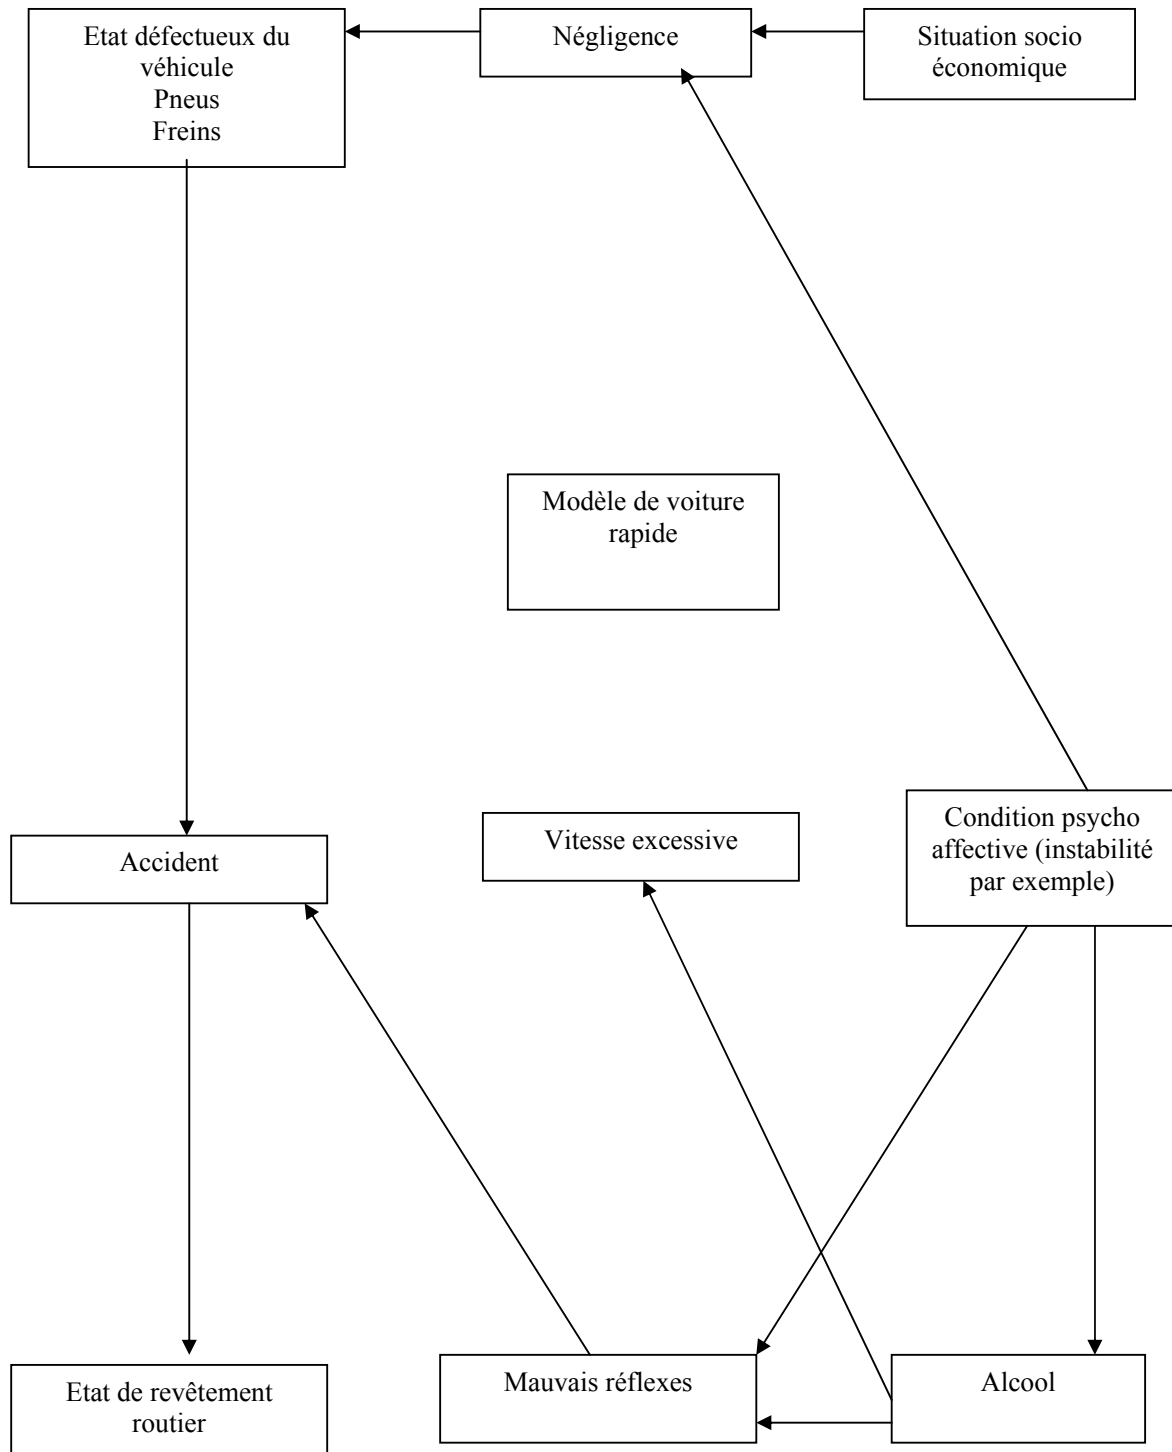 Etat défectueux du
véhicule
Pneus
Freins
Négligence
Situation socio
économique
Modèle de voiture
rapide
Accident
Vitesse excessive
Condition psycho
affective (instabilité
par exemple)
Etat de revêtement
routier
Mauvais réflexes
Alcool